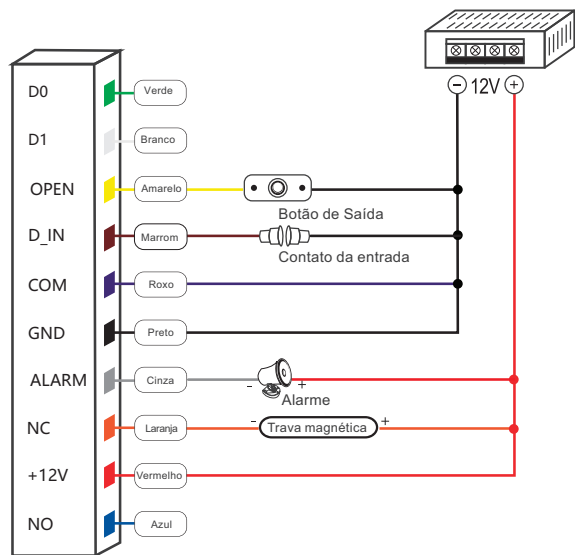 − 12V +
D0 Verde
D1 Branco
OPEN Amarelo
Botão de Saída
D_IN Marrom
Contato da entrada
COM Roxo
GND Preto
ALARM Cinza - +
Alarme
NC Laranja - Trava magnética +
+12V Vermelho
NO Azul